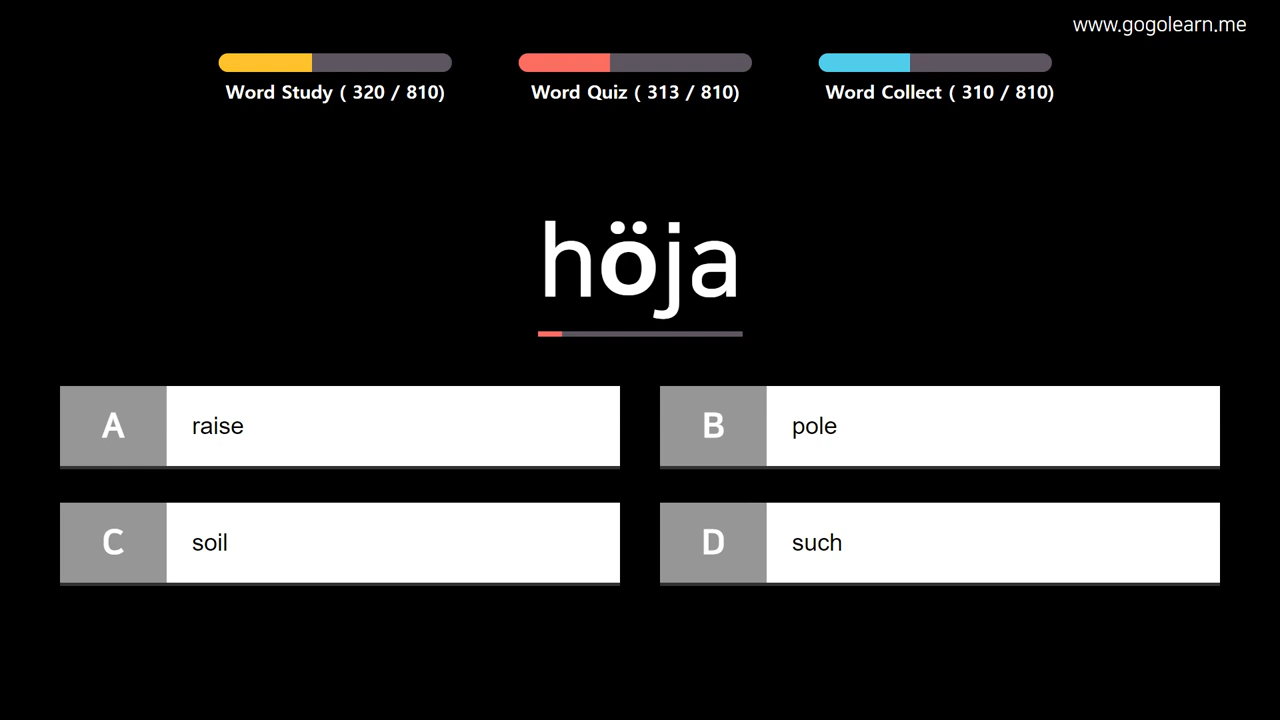 www.gogolearn.me
Word Study ( 320 / 810)
Word Quiz ( 313 / 810)
Word Collect ( 310 / 810)
höja
A raise
B pole
C soil
D such